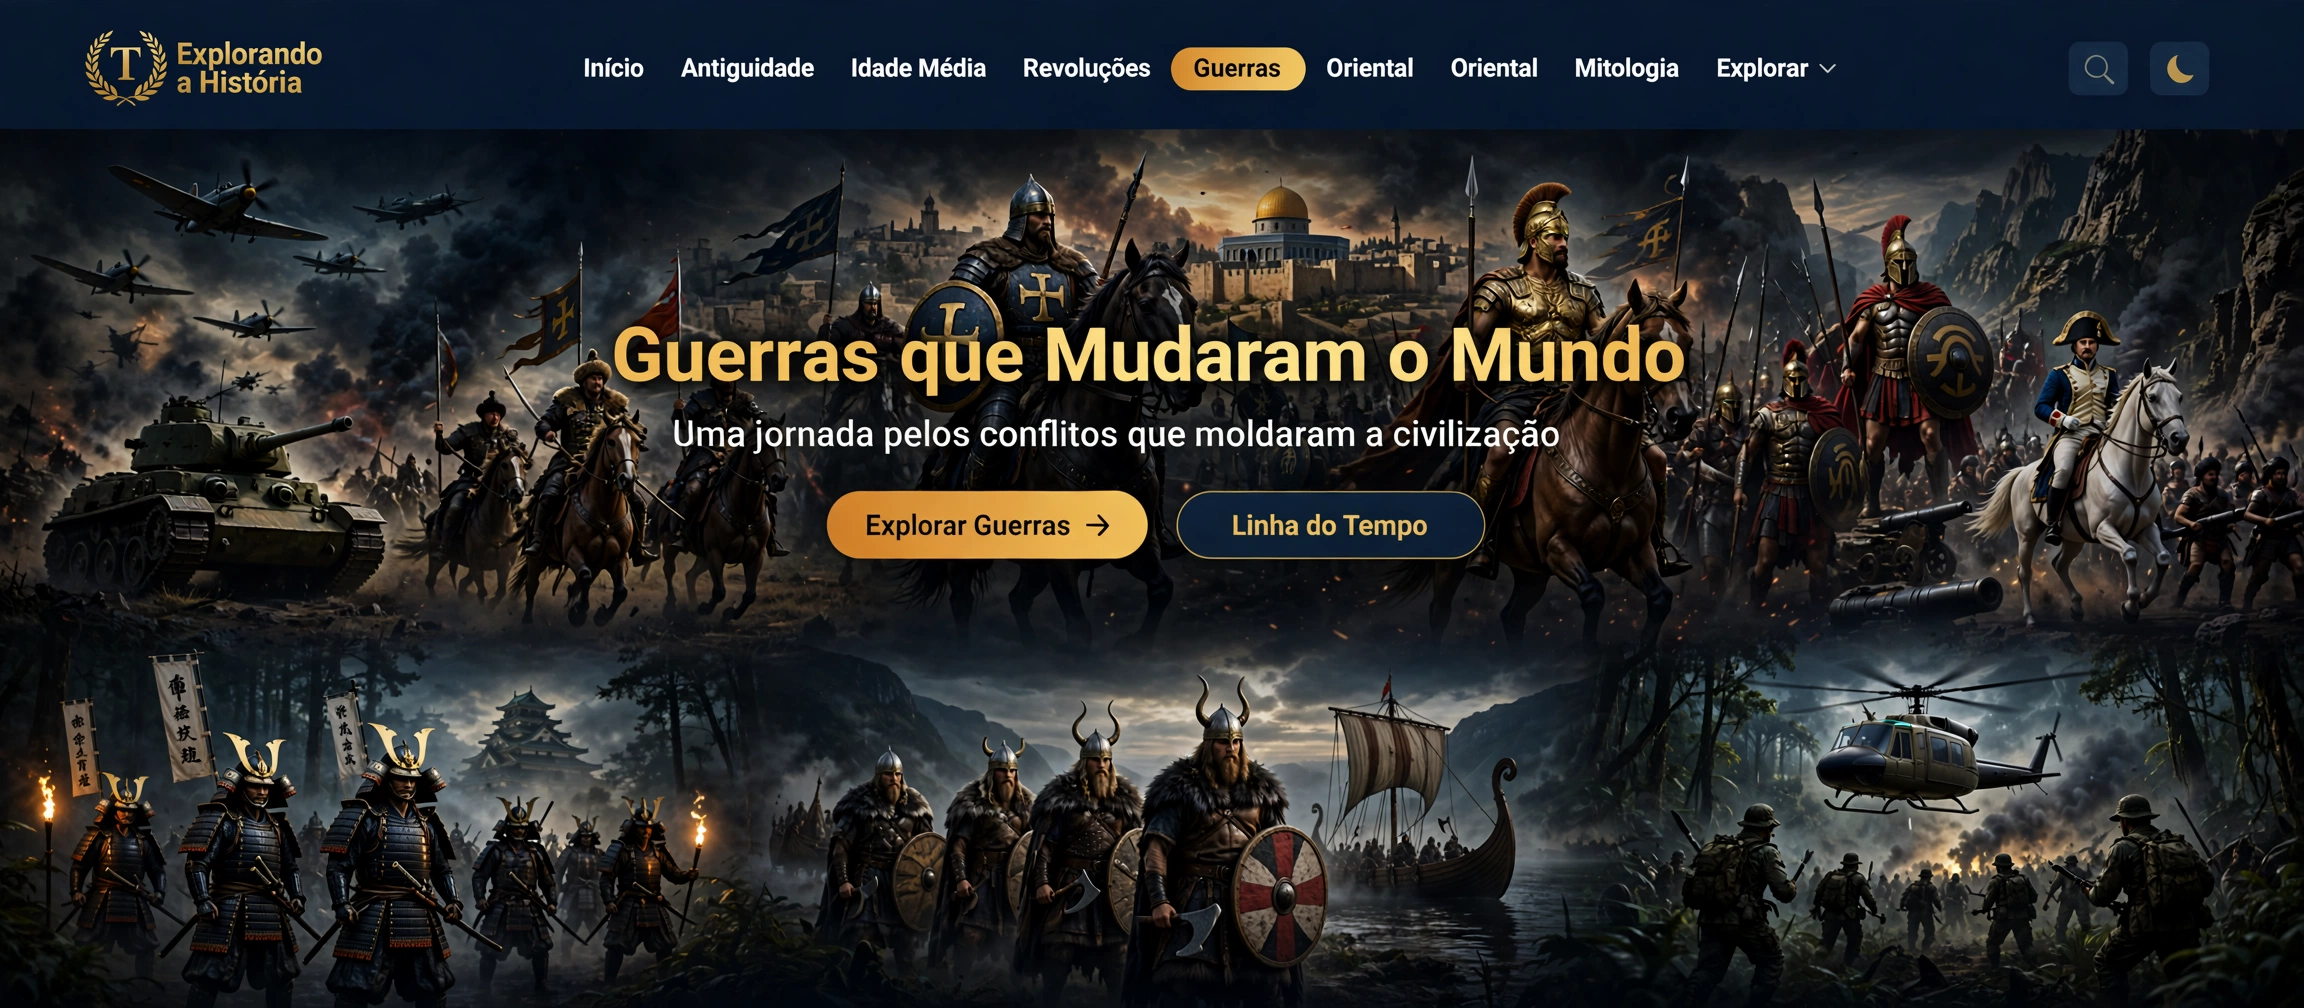 T
Explorando
a História
Início Antiguidade Idade Média Revoluções Guerras Oriental Oriental Mitologia Explorar
Guerras que Mudaram o Mundo
Uma jornada pelos conflitos que moldaram a civilização
Explorar Guerras → Linha do Tempo